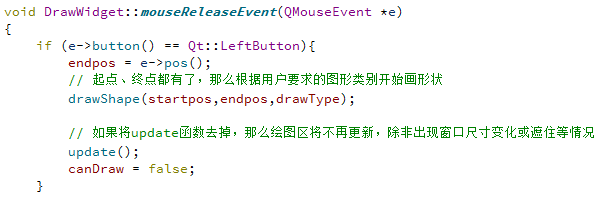 void DrawWidget::mouseReleaseEvent(QMouseEvent *e)
{
    if (e->button() == Qt::LeftButton){
        endpos = e->pos();
        // 起点、终点都有了，那么根据用户要求的图形类别开始画形状
        drawShape(startpos,endpos,drawType);

        // 如果将update函数去掉，那么绘图区将不再更新，除非出现窗口尺寸变化或遮住等情况
        update();
        canDraw = false;
    }